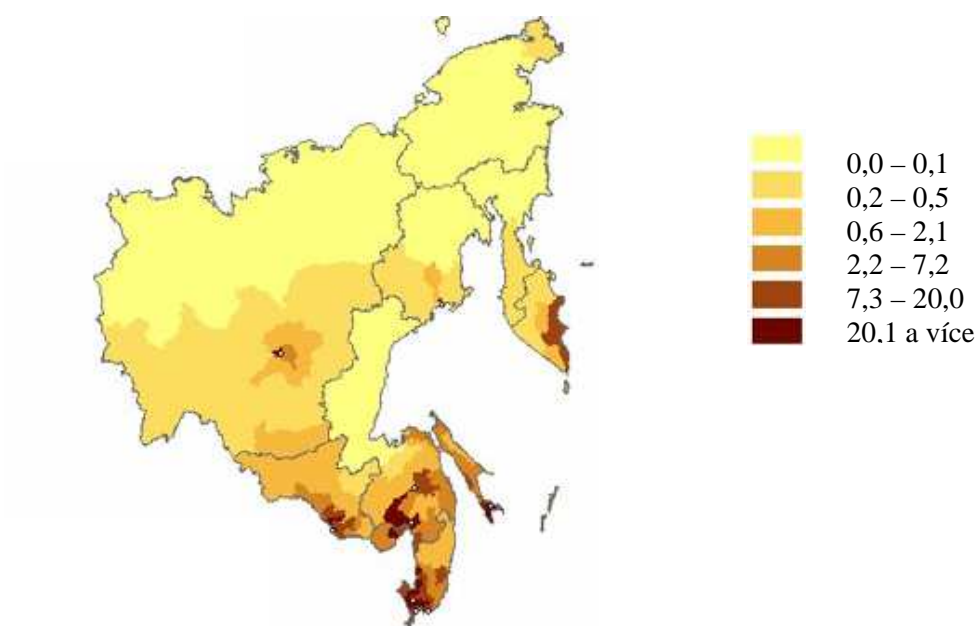 0,0 – 0,1
0,2 – 0,5
0,6 – 2,1
2,2 – 7,2
7,3 – 20,0
20,1 a více